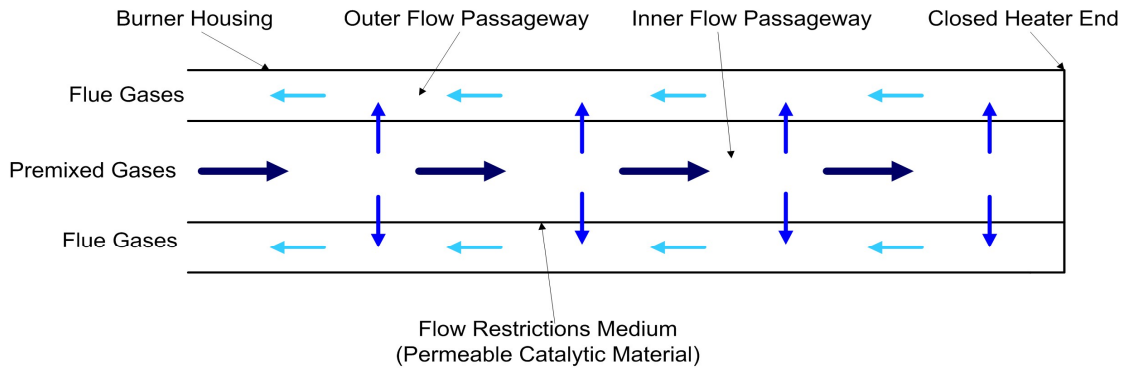 Burner Housing
Outer Flow Passageway
Inner Flow Passageway
Closed Heater End
Flue Gases
Premixed Gases
Flue Gases
Flow Restrictions Medium
(Permeable Catalytic Material)